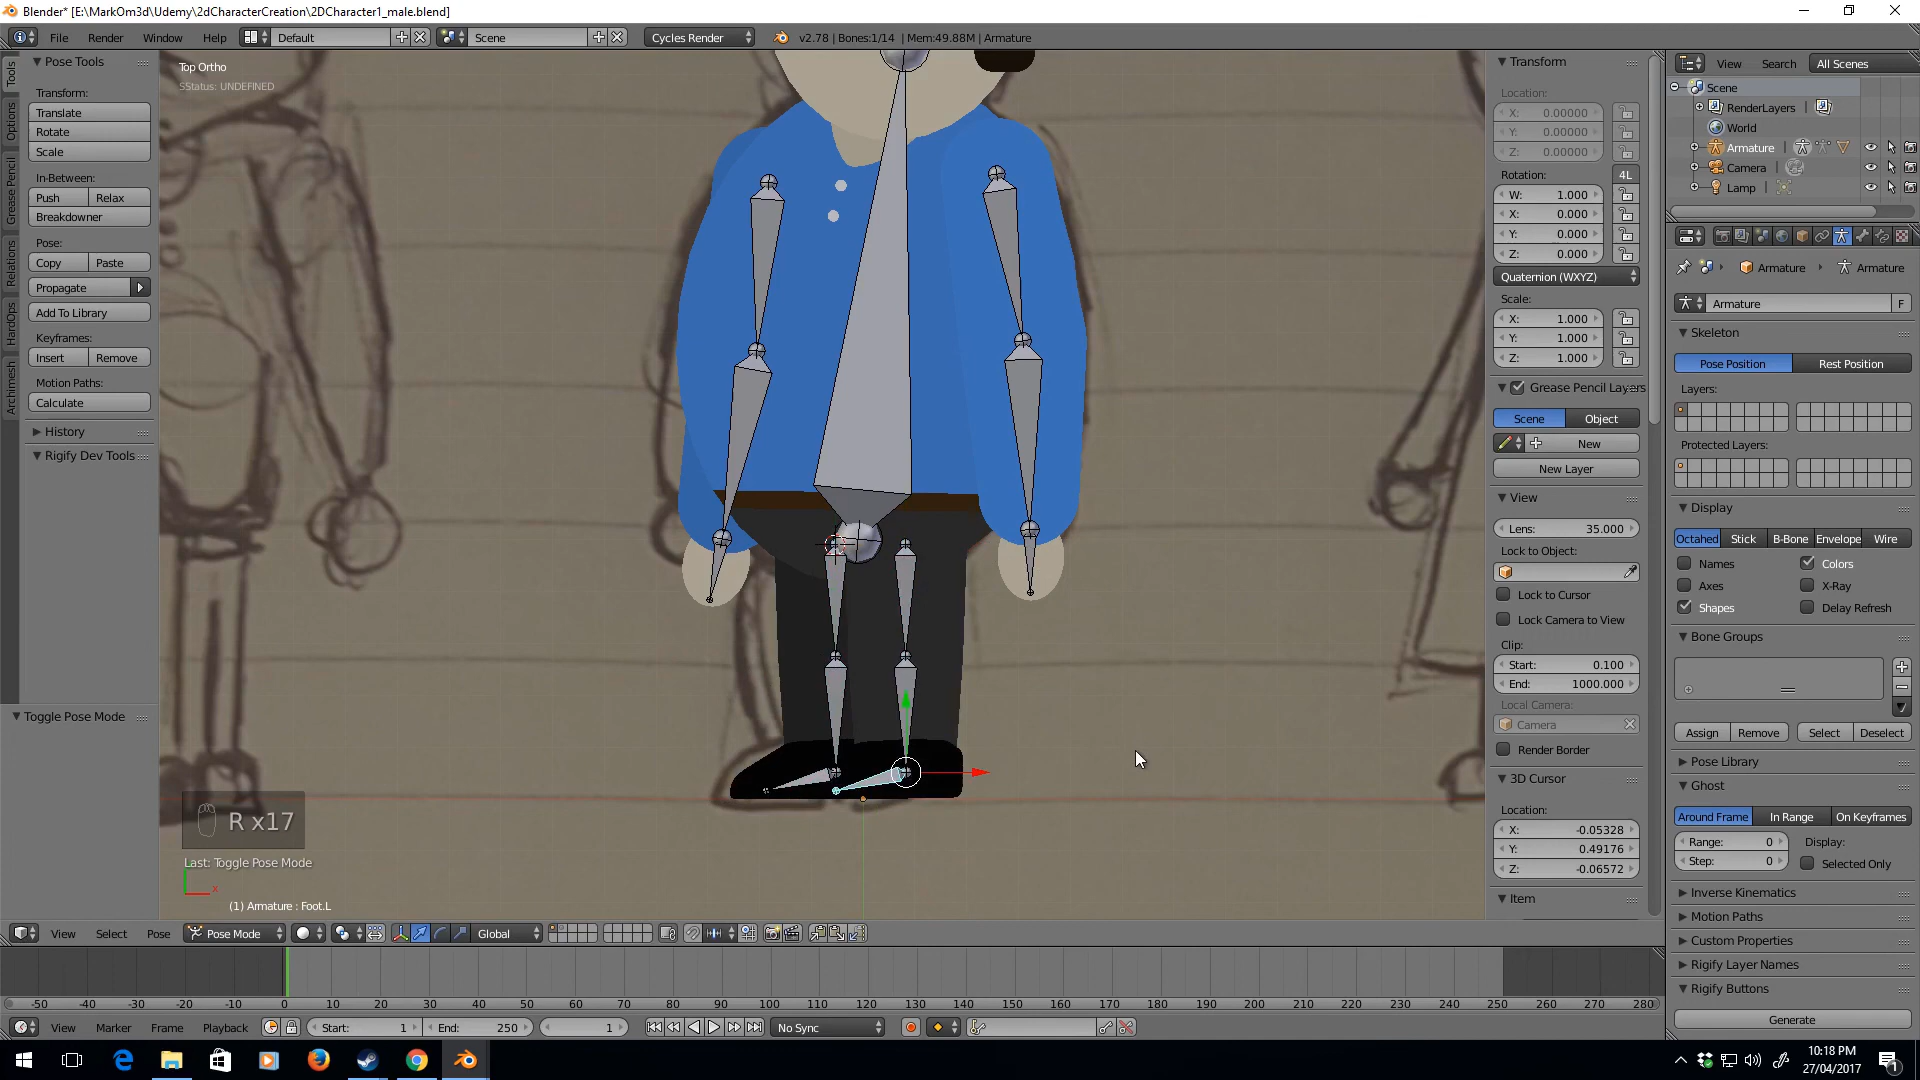 Blender* [E:\MarkOm3d\Udemy\2dCharacterCreation\2DCharacter1_male.blend]
File Render Window Help Default Scene Cycles Render v2.78 | Bones:1/14 | Mem:49.88M | Armature
Tools
Options
Grease Pencil
Relations
HardOps
Archimesh
Pose Tools
Transform:
Translate
Rotate
Scale
In-Between:
Push Relax
Breakdowner
Pose:
Copy Paste
Propagate
Add To Library
Keyframes:
Insert Remove
Motion Paths:
Calculate
History
Rigify Dev Tools
Toggle Pose Mode
Top Ortho
SStatus: UNDEFINED
R x17
Last: Toggle Pose Mode
x
(1) Armature : Foot.L
Transform
Location:
X: 0.00000
Y: 0.00000
Z: 0.00000
Rotation: 4L
W: 1.000
X: 0.000
Y: 0.000
Z: 0.000
Quaternion (WXYZ)
Scale:
X: 1.000
Y: 1.000
Z: 1.000
Grease Pencil Layers
Scene Object
New
New Layer
View
Lens: 35.000
Lock to Object:
Lock to Cursor
Lock Camera to View
Clip:
Start: 0.100
End: 1000.000
Local Camera:
Camera
Render Border
3D Cursor
Location:
X: -0.05328
Y: 0.49176
Z: -0.06572
Item
View Search All Scenes
Scene
RenderLayers
World
Armature
Camera
Lamp
Armature Armature
Armature F
Skeleton
Pose Position Rest Position
Layers:
Protected Layers:
Display
Octahed Stick B-Bone Envelope Wire
Names Colors
Axes X-Ray
Shapes Delay Refresh
Bone Groups
Assign Remove Select Deselect
Pose Library
Ghost
Around Frame In Range On Keyframes
Range: 0 Display:
Step: 0 Selected Only
Inverse Kinematics
Motion Paths
Custom Properties
Rigify Layer Names
Rigify Buttons
Generate
View Select Pose Pose Mode Global
-50 -40 -30 -20 -10 0 10 20 30 40 50 60 70 80 90 100 110 120 130 140 150 160 170 180 190 200 210 220 230 240 250 260 270 280
View Marker Frame Playback Start: 1 End: 250 1 No Sync
10:18 PM
27/04/2017
1